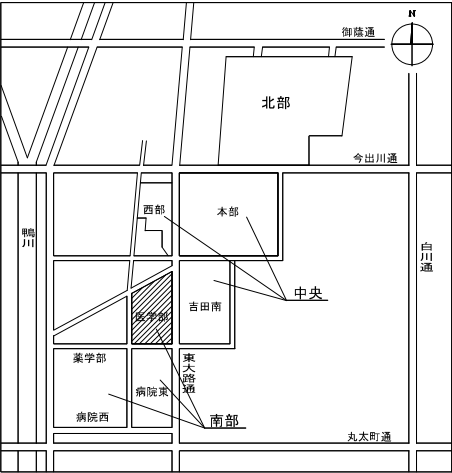 御蔭通
N
北部
今出川通
西部
本部
鴨川
白川通
中央
医学部
吉田南
薬学部
東大路通
病院東
病院西
南部
丸太町通